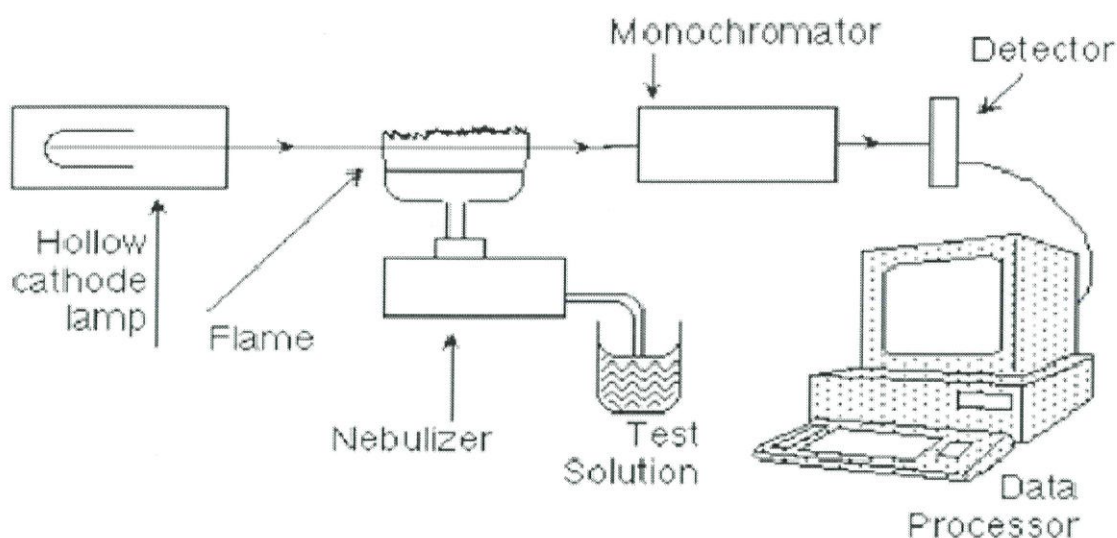 Monochromator
Detector
Hollow
cathode
lamp
Flame
Nebulizer
Test
Solution
Data
Processor